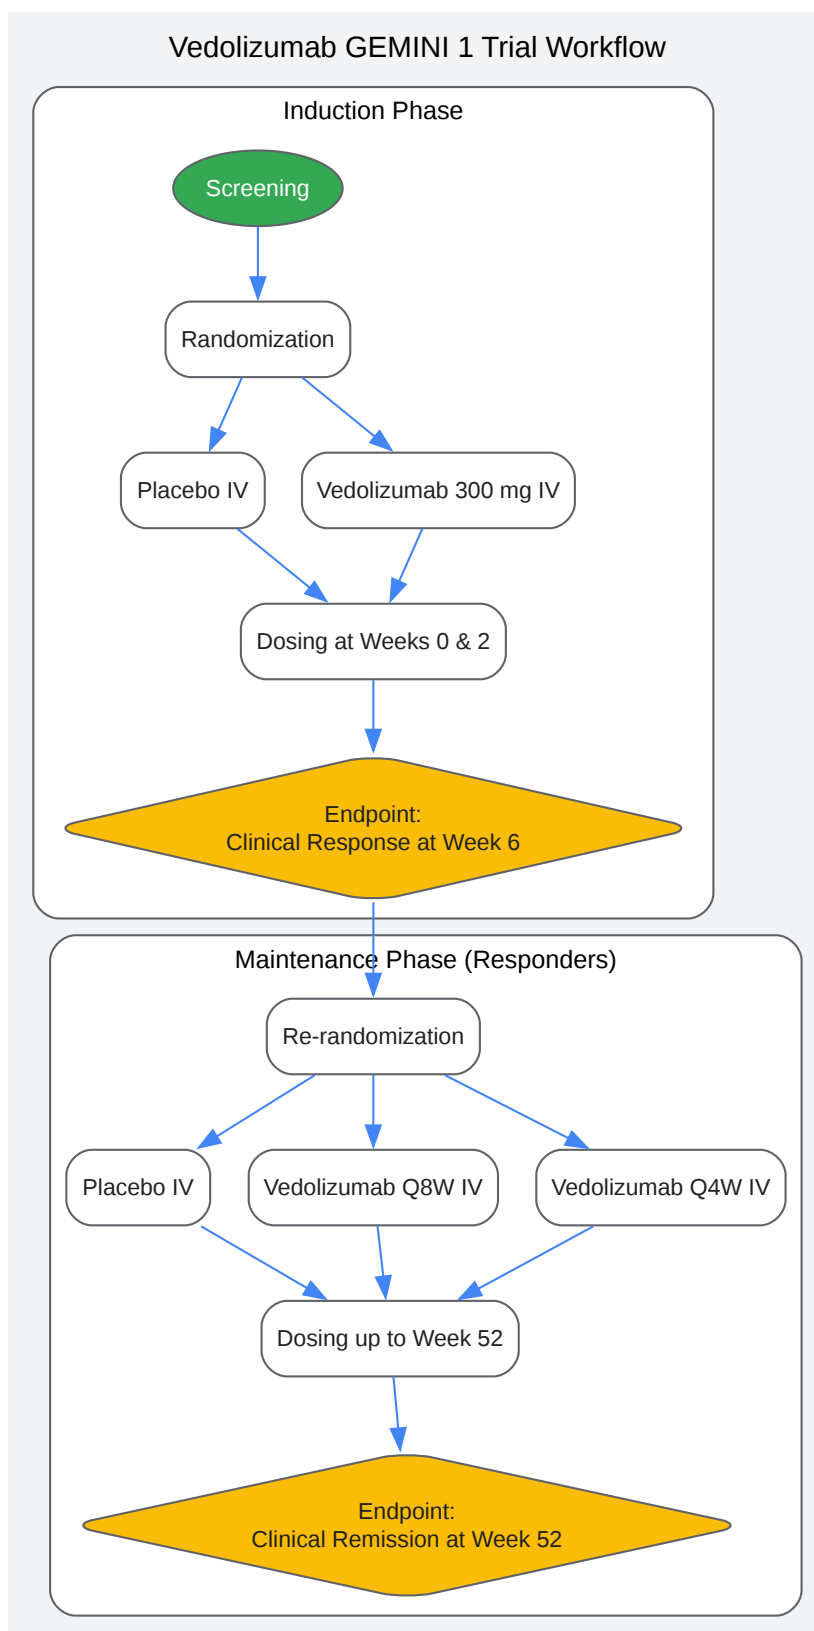 Vedolizumab GEMINI 1 Trial Workflow
Induction Phase
Screening
Randomization
Placebo IV
Vedolizumab 300 mg IV
Dosing at Weeks 0 & 2
Endpoint:
Clinical Response at Week 6
Maintenance Phase (Responders)
Re-randomization
Placebo IV
Vedolizumab Q8W IV
Vedolizumab Q4W IV
Dosing up to Week 52
Endpoint:
Clinical Remission at Week 52